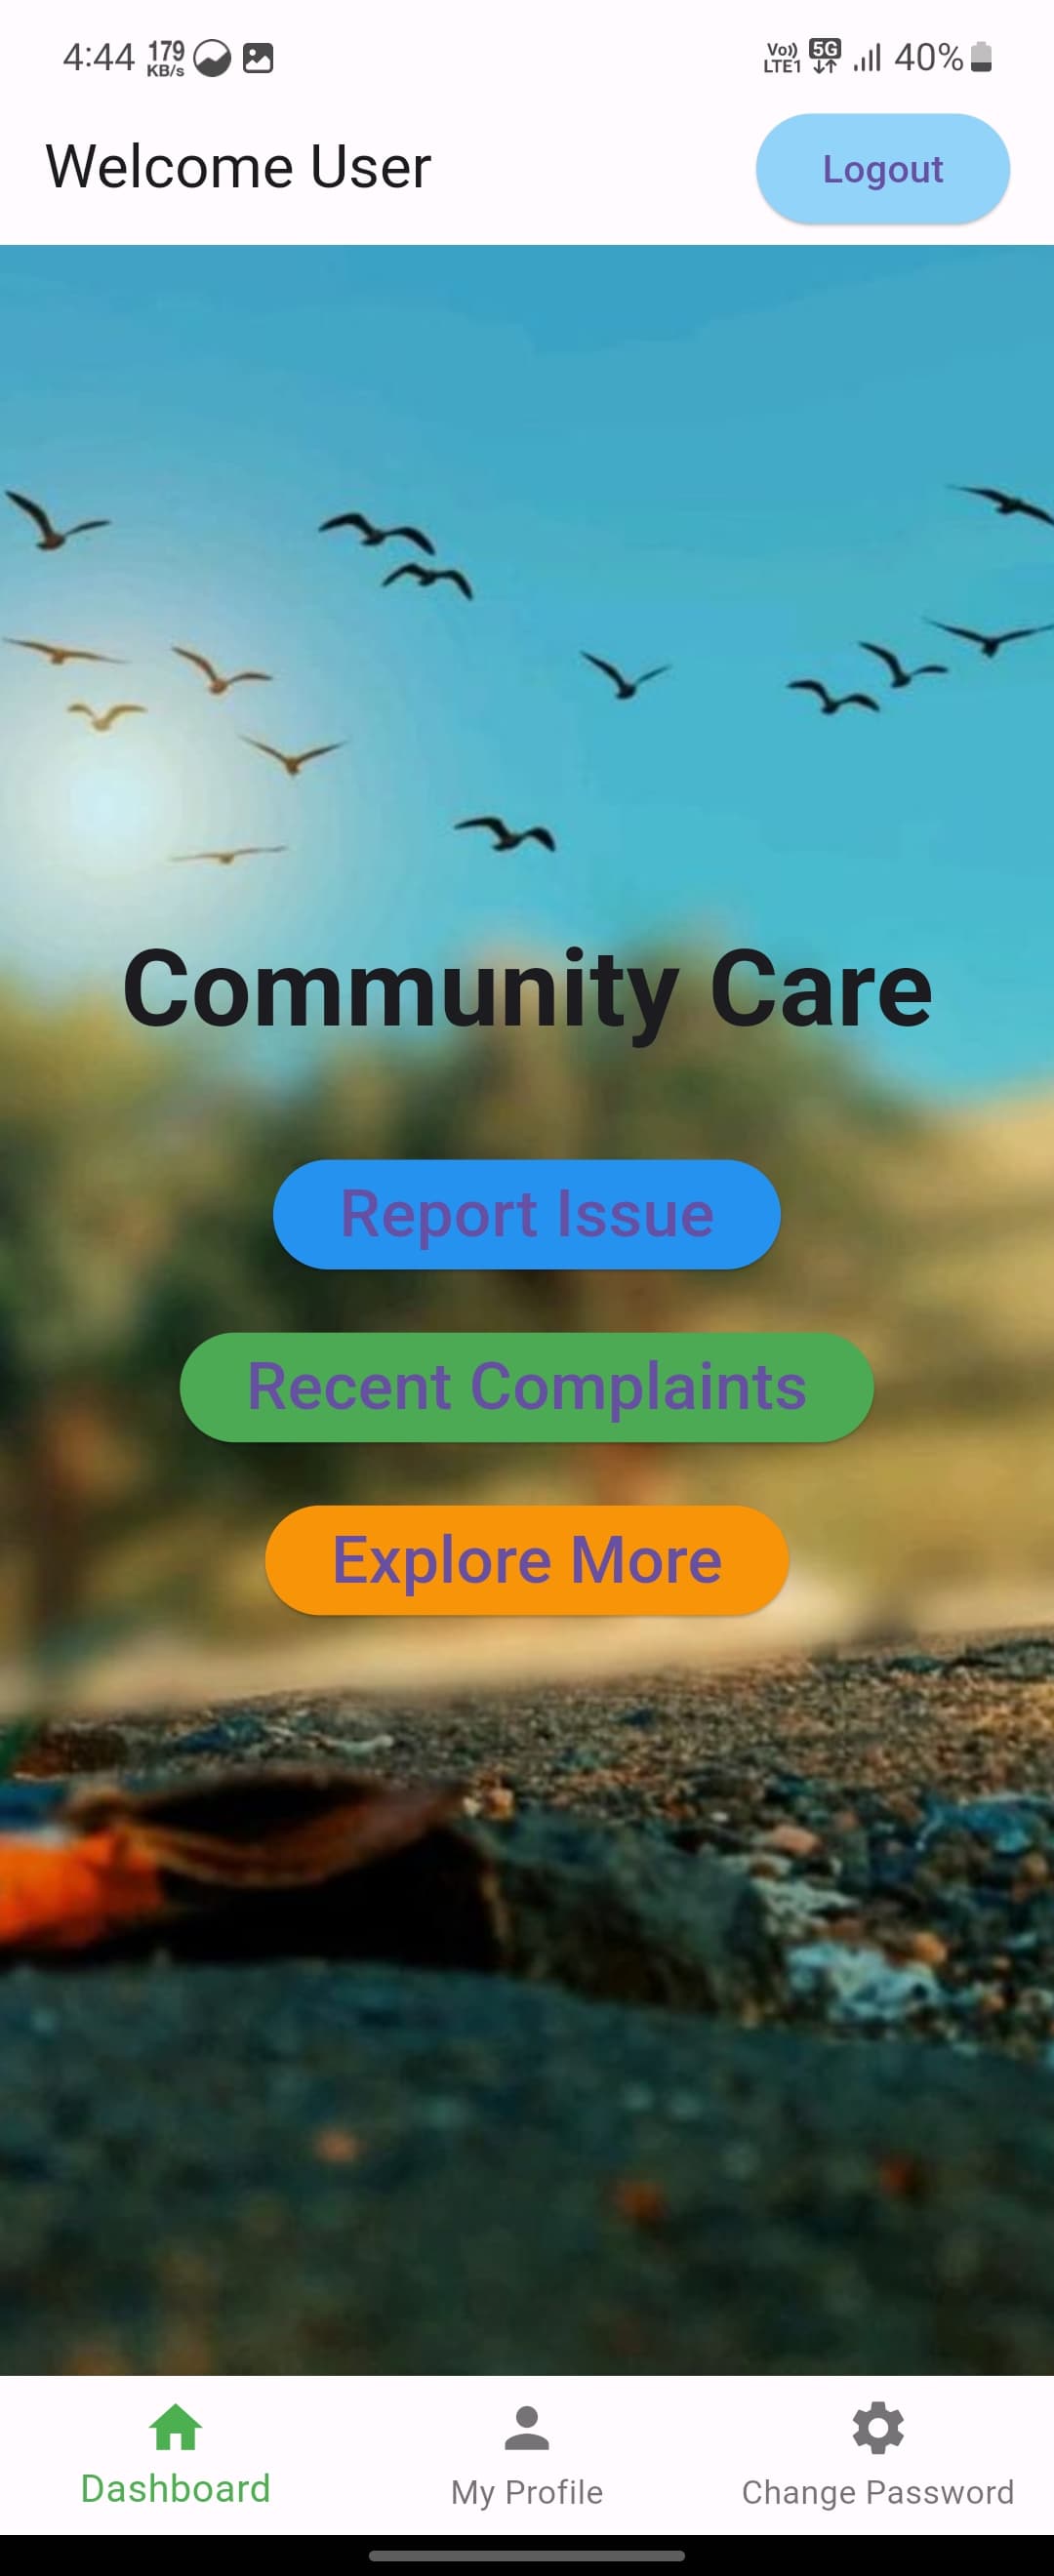 4:44 179 KB/s Vo)) LTE1 5G 40%
Welcome User Logout
Community Care
Report Issue
Recent Complaints
Explore More
Dashboard My Profile Change Password